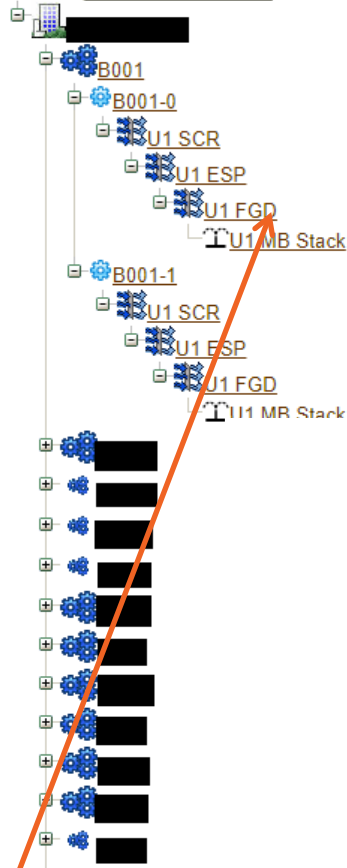 B001
B001-0
U1 SCR
U1 ESP
U1 FGD
U1 MB Stack
B001-1
U1 SCR
U1 ESP
U1 FGD
U1 MB Stack